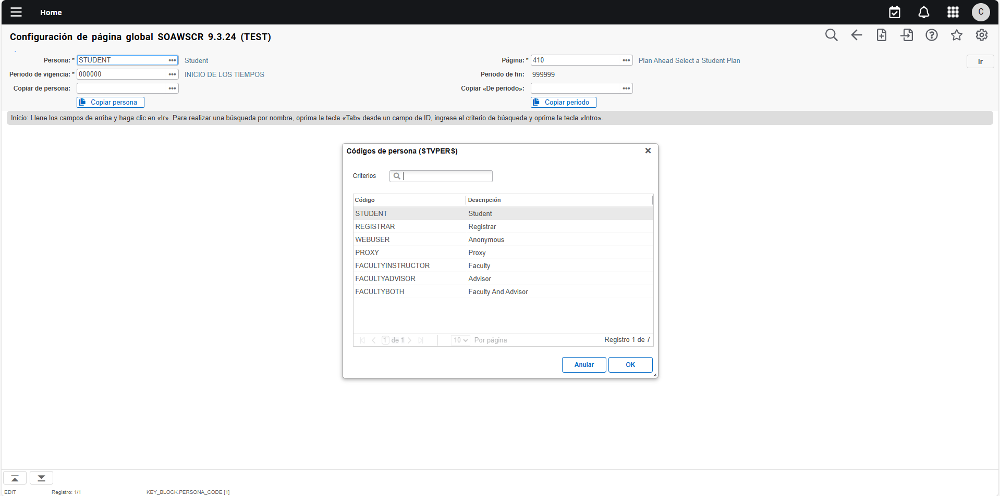 Home
C
Configuración de página global SOAWSCR 9.3.24 (TEST)
Persona: * STUDENT ••• Student
Página: * 410 ••• Plan Ahead Select a Student Plan
Ir
Periodo de vigencia: * 000000 ••• INICIO DE LOS TIEMPOS
Periodo de fin: 999999
Copiar de persona: •••
Copiar «De periodo»: •••
Copiar persona
Copiar periodo
Inicio: Llene los campos de arriba y haga clic en «Ir». Para realizar una búsqueda por nombre, oprima la tecla «Tab» desde un campo de ID, ingrese el criterio de búsqueda y oprima la tecla «Intro».
Códigos de persona (STVPERS)
Criterios
Código Descripción
STUDENT Student
REGISTRAR Registrar
WEBUSER Anonymous
PROXY Proxy
FACULTYINSTRUCTOR Faculty
FACULTYADVISOR Advisor
FACULTYBOTH Faculty And Advisor
1 de 1 10 Por página Registro 1 de 7
Anular OK
EDIT Registro: 1/1 KEY_BLOCK.PERSONA_CODE [1]